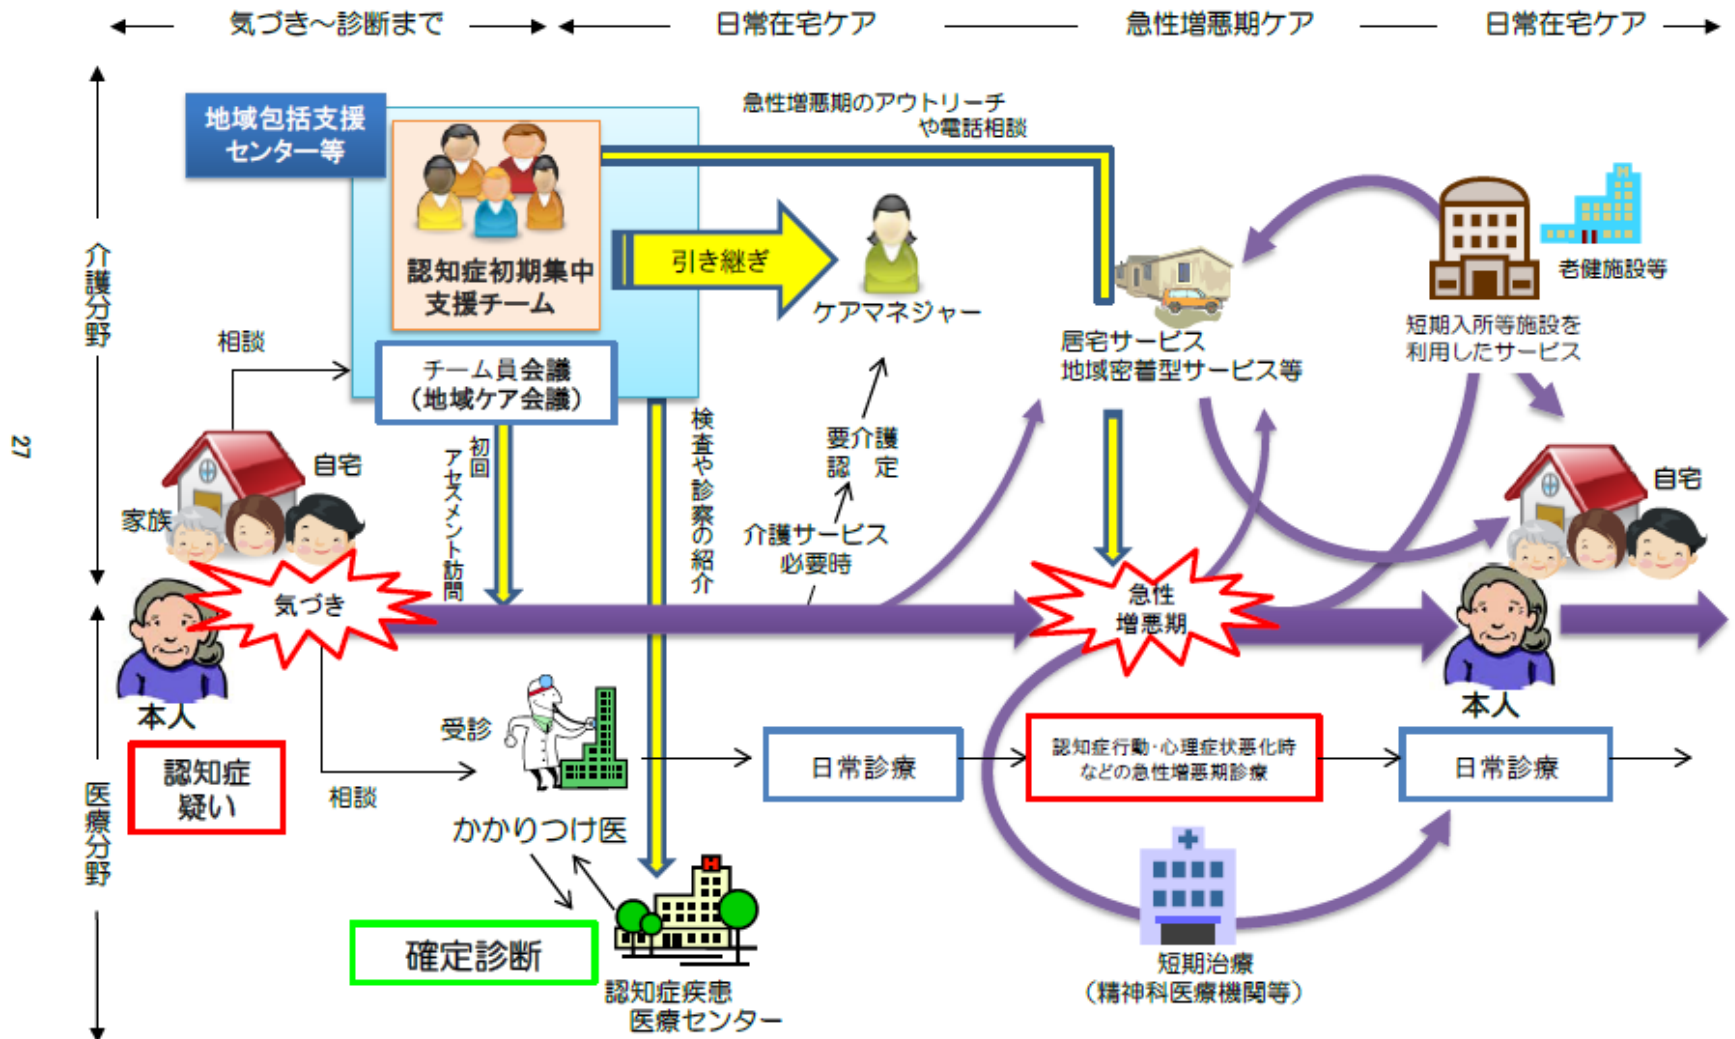 気づき～診断まで
日常在宅ケア
急性増悪期ケア
日常在宅ケア
地域包括支援
センター等
急性増悪期のアウトリーチ
や電話相談
認知症初期集中
支援チーム
引き継ぎ
ケアマネジャー
老健施設等
短期入所等施設を
利用したサービス
居宅サービス
地域密着型サービス等
介護分野
相談
チーム員会議
（地域ケア会議）
初回
アセスメント訪問
検査や診察の紹介
要介護
認　定
介護サービス
必要時
27
自宅
家族
気づき
本人
急性
増悪期
自宅
本人
認知症
疑い
医療分野
受診
相談
かかりつけ医
日常診療
認知症行動・心理症状悪化時
などの急性増悪期診療
日常診療
確定診断
認知症疾患
医療センター
H
短期治療
（精神科医療機関等）